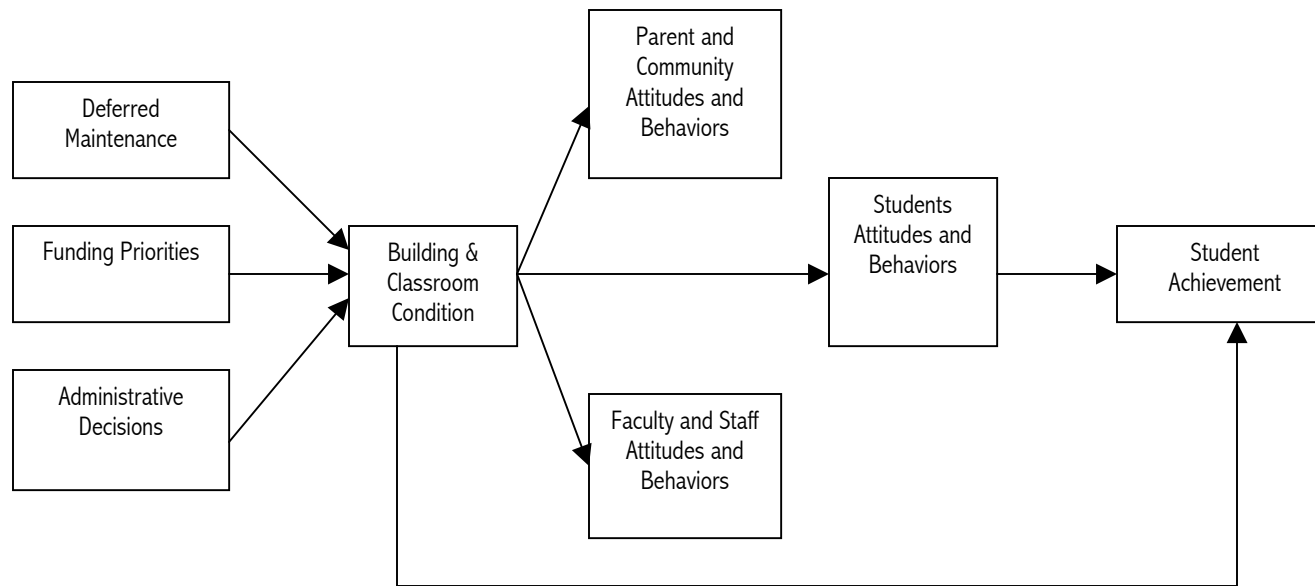 Deferred
Maintenance
Funding Priorities
Administrative
Decisions
Building &
Classroom
Condition
Parent and
Community
Attitudes and
Behaviors
Faculty and Staff
Attitudes and
Behaviors
Students
Attitudes and
Behaviors
Student
Achievement